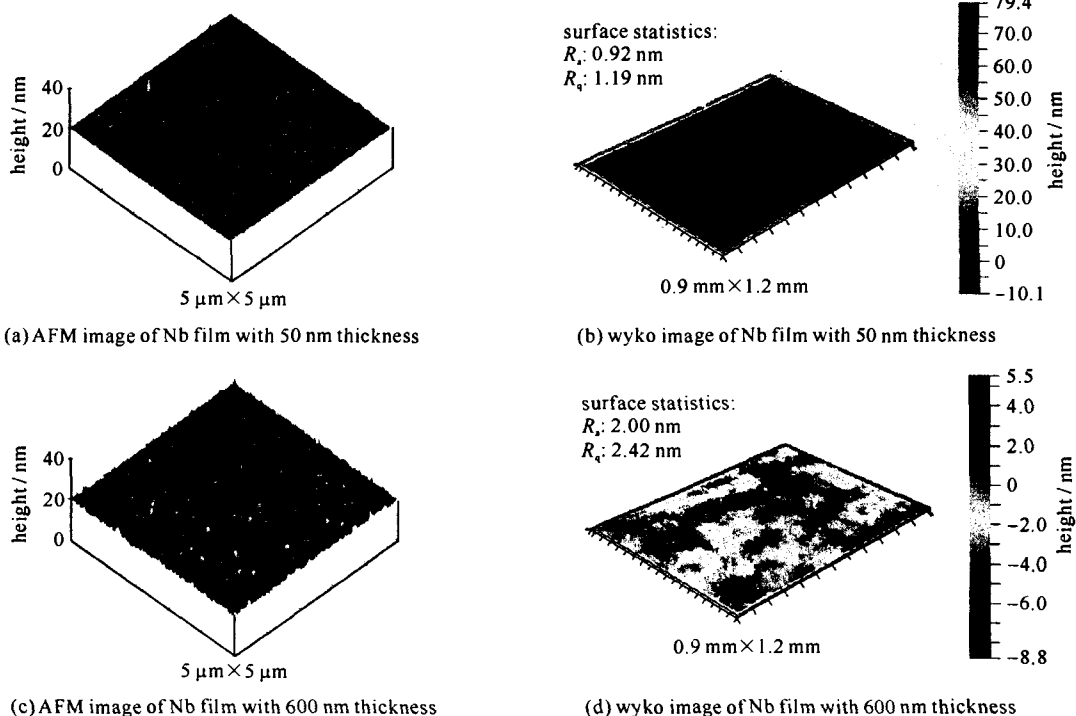 height / nm
40
20
0
5 μm×5 μm
(a) AFM image of Nb film with 50 nm thickness
surface statistics:
Rₐ: 0.92 nm
R_q: 1.19 nm
0.9 mm×1.2 mm
79.4
70.0
60.0
50.0
40.0
30.0
20.0
10.0
0
−10.1
height / nm
(b) wyko image of Nb film with 50 nm thickness
height / nm
40
20
0
5 μm×5 μm
(c) AFM image of Nb film with 600 nm thickness
surface statistics:
Rₐ: 2.00 nm
R_q: 2.42 nm
0.9 mm×1.2 mm
5.5
4.0
2.0
0
−2.0
−4.0
−6.0
−8.8
height / nm
(d) wyko image of Nb film with 600 nm thickness